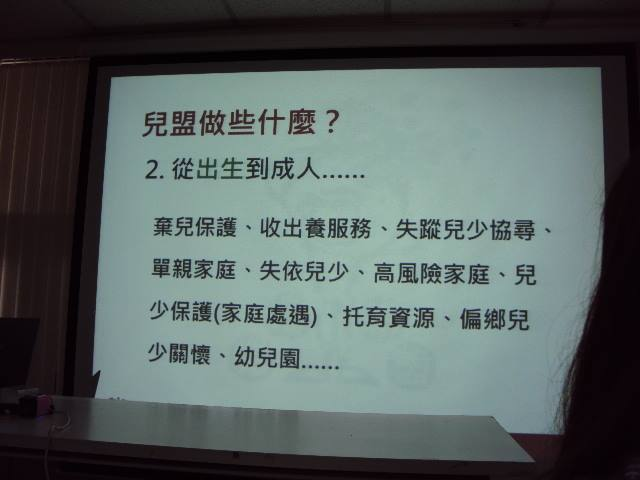 兒盟做些什麼？
2. 從出生到成人……
棄兒保護、收出養服務、失蹤兒少協尋、
單親家庭、失依兒少、高風險家庭、兒
少保護(家庭處遇)、托育資源、偏鄉兒
少關懷、幼兒園……